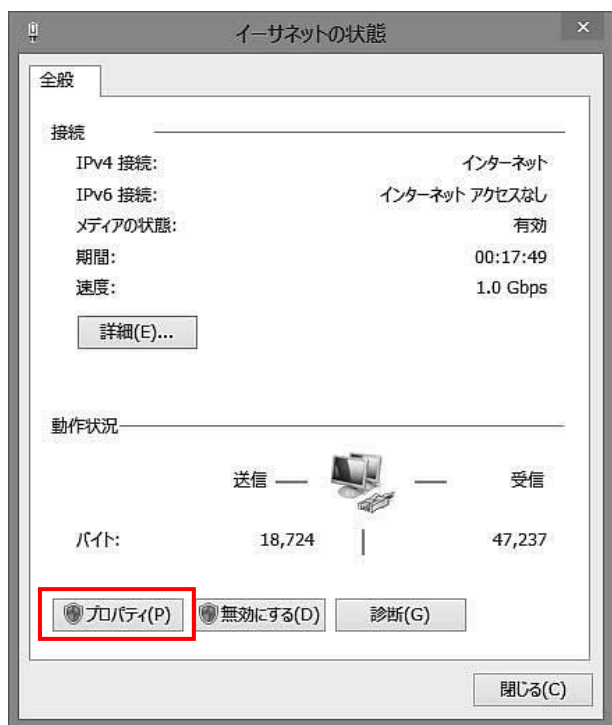 イーサネットの状態
全般
接続
IPv4 接続: インターネット
IPv6 接続: インターネット アクセスなし
メディアの状態: 有効
期間: 00:17:49
速度: 1.0 Gbps
詳細(E)...
動作状況
送信 受信
バイト: 18,724 47,237
プロパティ(P) 無効にする(D) 診断(G)
閉じる(C)